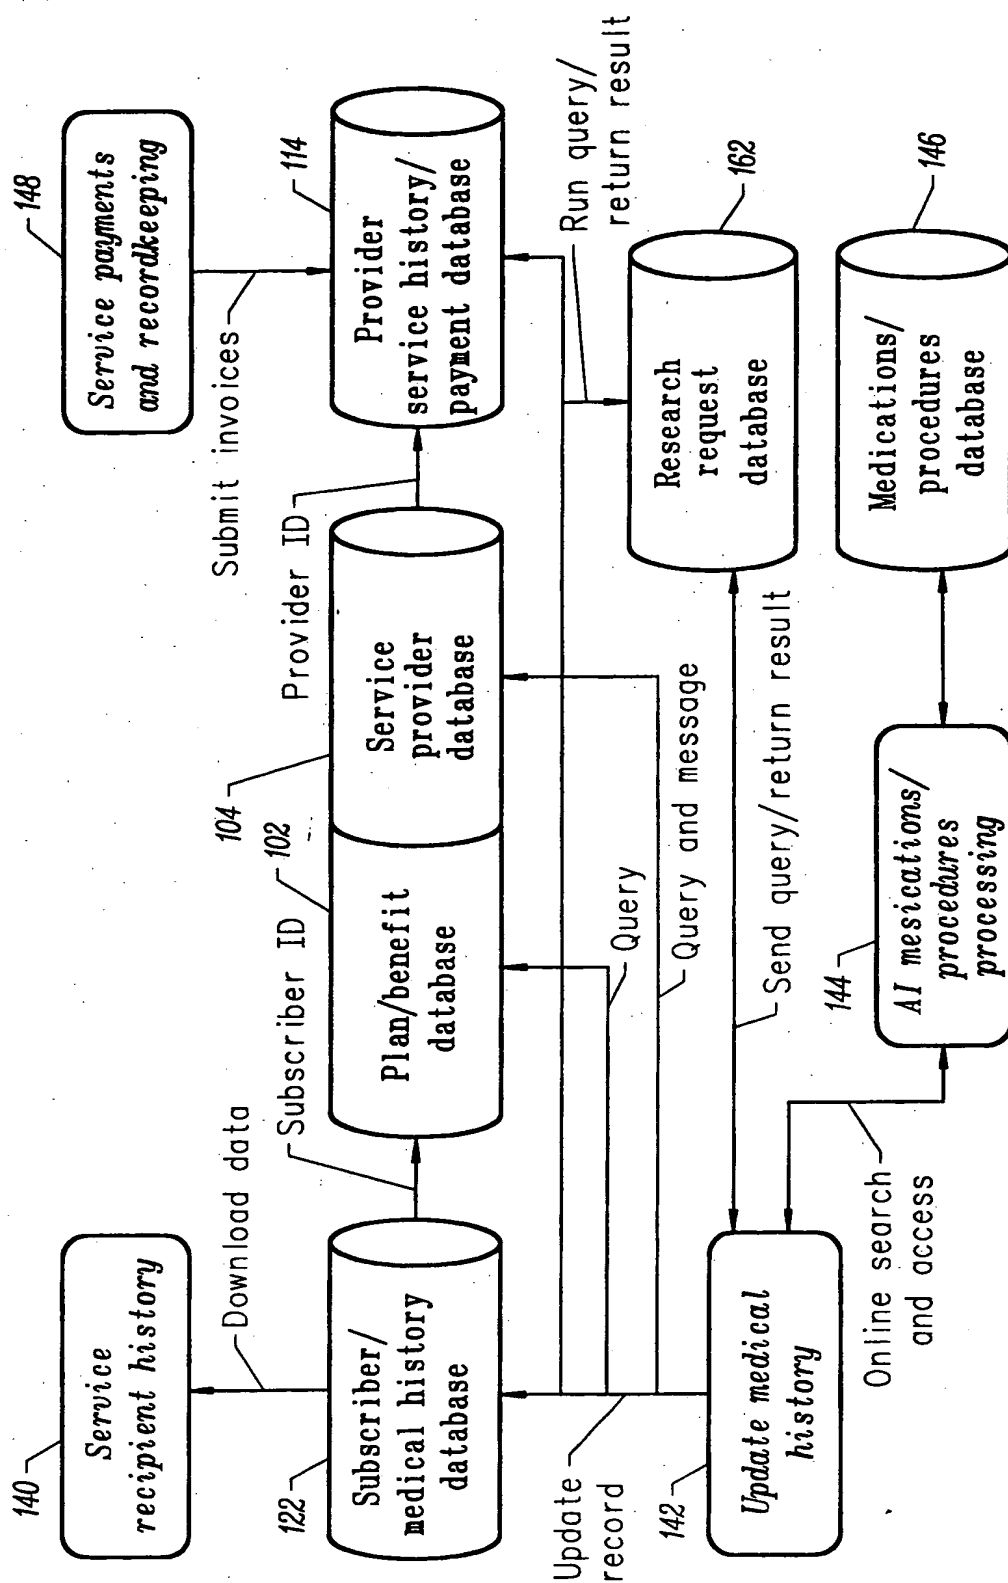 140
Service
recipient history
Download data
148
Service payments
and recordkeeping
Submit invoices
122
Subscriber/
medical history
database
Subscriber ID
102
Plan/benefit
database
104
Service
provider
database
Provider ID
114
Provider
service history/
payment database
Update
record
Query
Query and message
Run query/
return result
142
Update medical
history
Send query/return result
162
Research
request
database
Online search
and access
144
AI mesications/
procedures
processing
146
Medications/
procedures
database